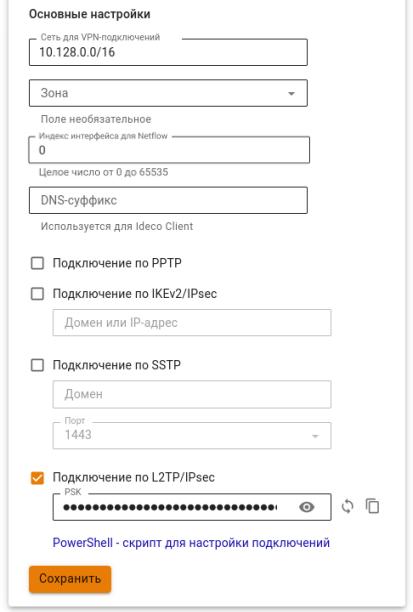 Основные настройки
Сеть для VPN-подключений
10.128.0.0/16
Зона
Поле необязательное
Индекс интерфейса для Netflow
0
Целое число от 0 до 65535
DNS-суффикс
Используется для Ideco Client
Подключение по PPTP
Подключение по IKEv2/IPsec
Домен или IP-адрес
Подключение по SSTP
Домен
Порт
1443
Подключение по L2TP/IPsec
PSK
PowerShell - скрипт для настройки подключений
Сохранить